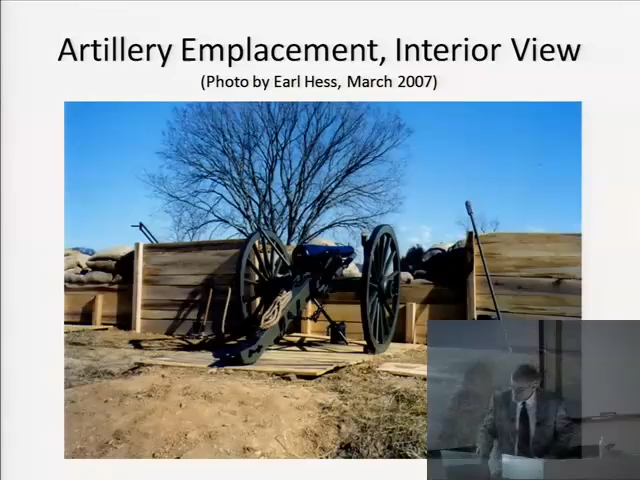 Artillery Emplacement, Interior View
(Photo by Earl Hess, March 2007)